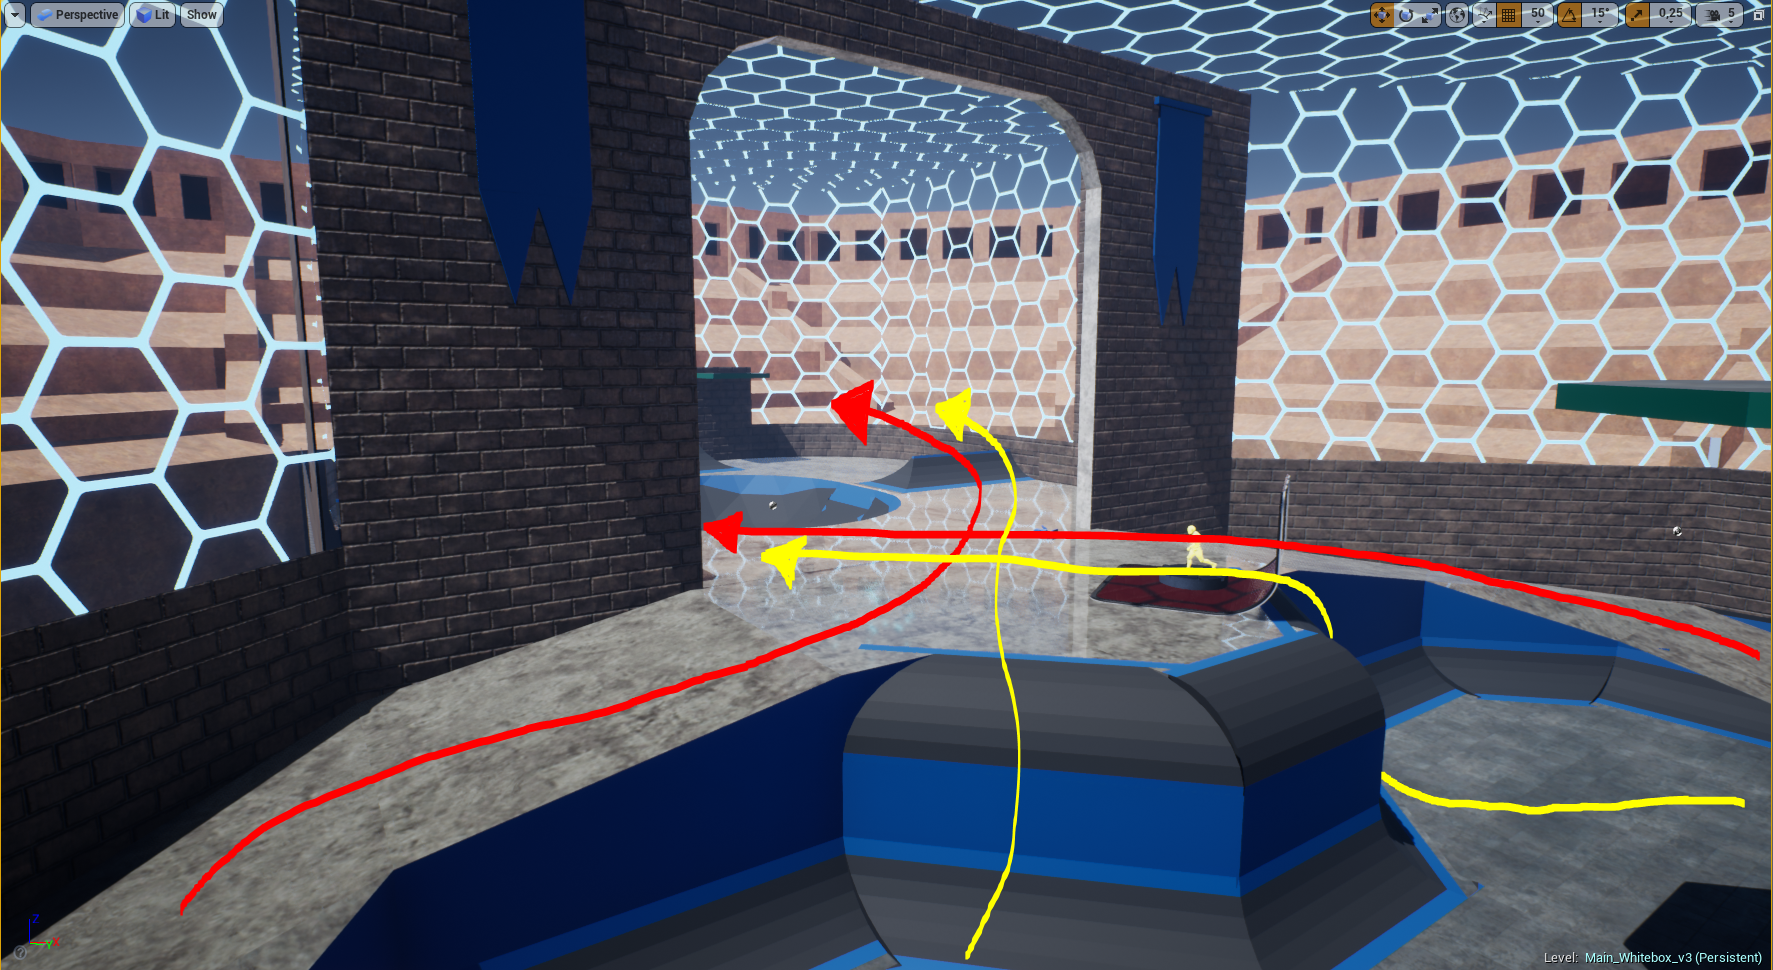 Perspective Lit Show 50 15° 0,25 5
Z
Y X
Level: Main_Whitebox_v3 (Persistent)